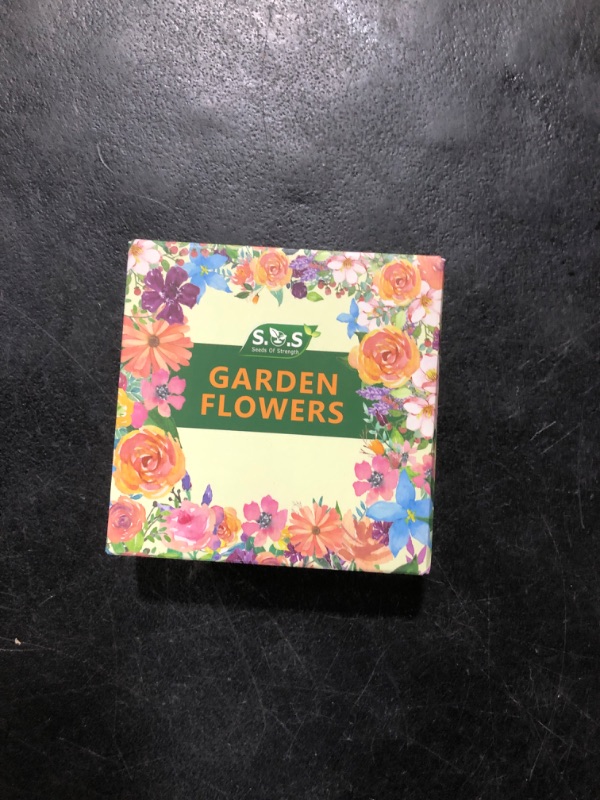 S.O.S
Seeds Of Strength
GARDEN
FLOWERS